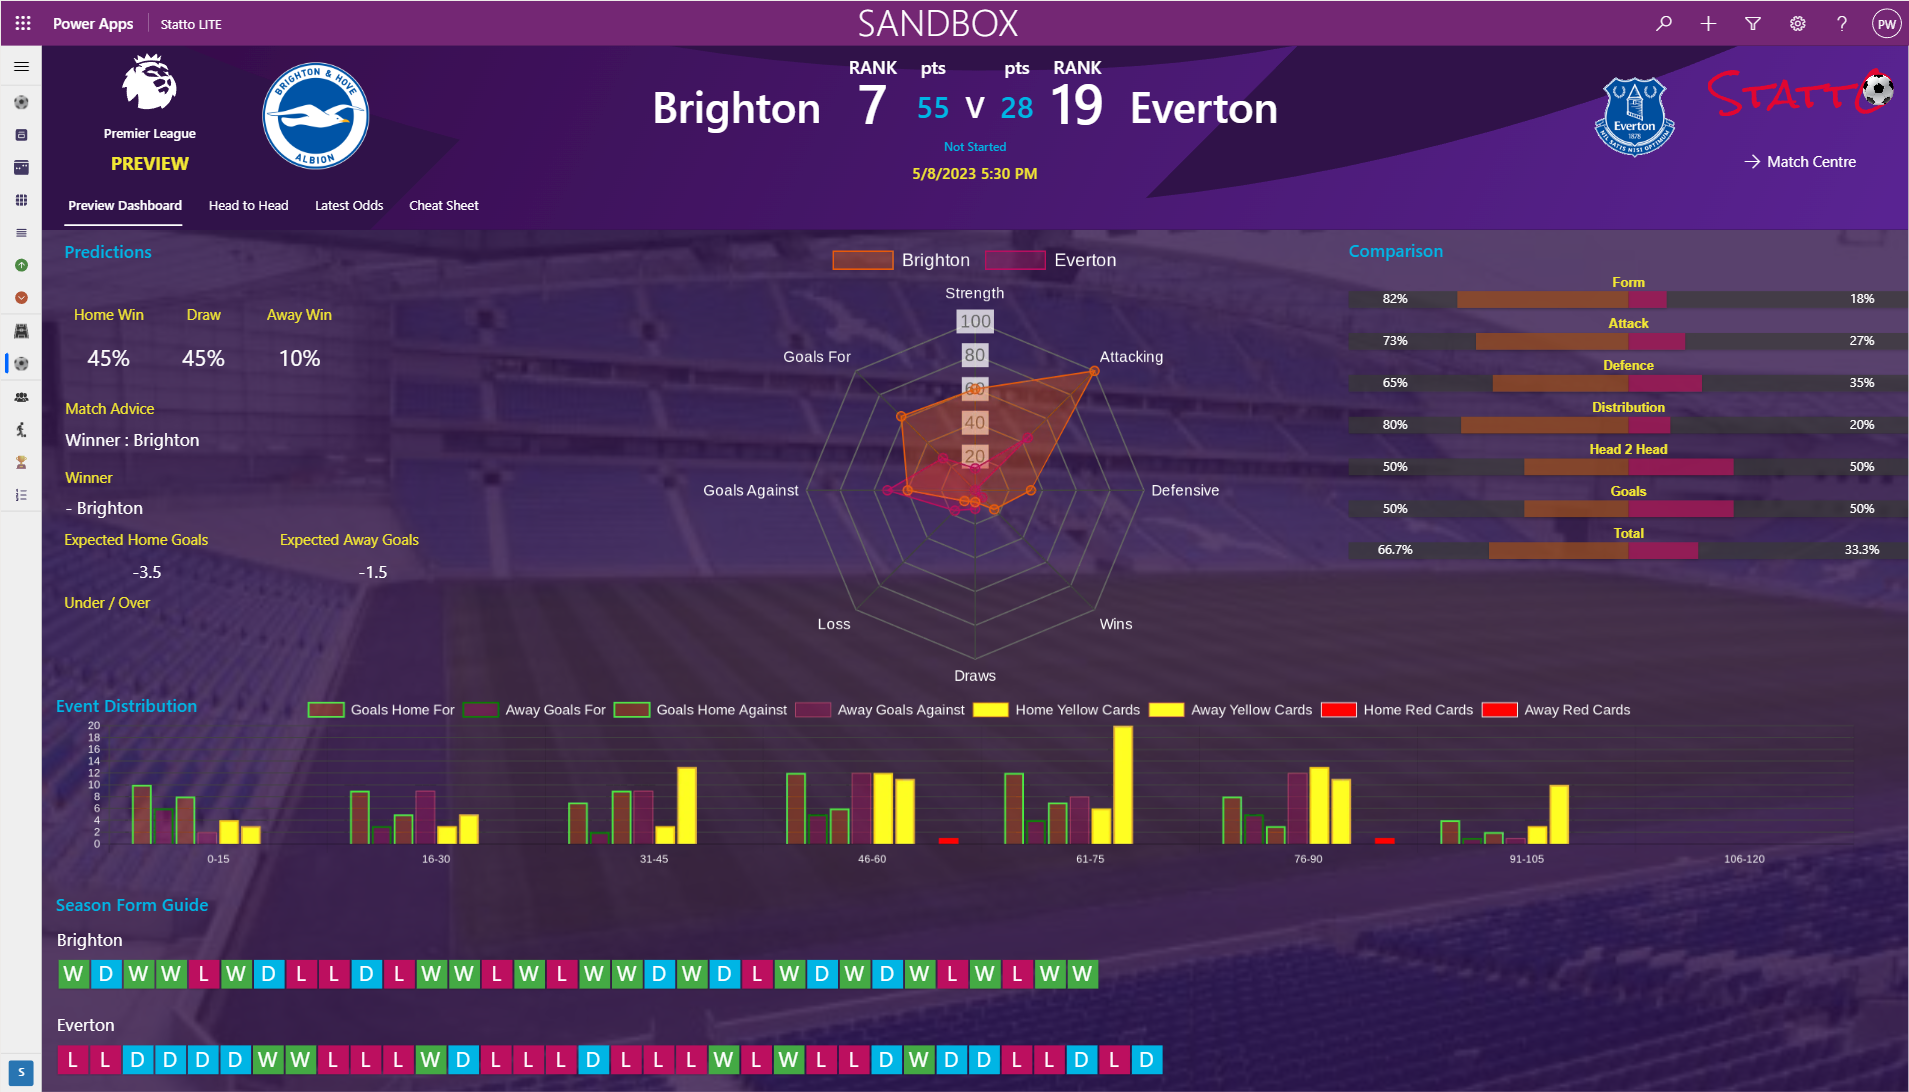 Power Apps
Statto LITE
SANDBOX
PW
Premier League
PREVIEW
BRIGHTON & HOVE
ALBION
RANK pts pts RANK
Brighton 7 55 V 28 19 Everton
Not Started
5/8/2023 5:30 PM
Everton
1878
NIL SATIS NISI OPTIMUM
STATTO
Match Centre
Preview Dashboard
Head to Head
Latest Odds
Cheat Sheet
Predictions
Home Win Draw Away Win
45% 45% 10%
Match Advice
Winner : Brighton
Winner
- Brighton
Expected Home Goals Expected Away Goals
-3.5 -1.5
Under / Over
Brighton Everton
Strength
100
80
60
40
20
Goals For
Attacking
Goals Against
Defensive
Loss
Wins
Draws
Comparison
Form
82% 18%
Attack
73% 27%
Defence
65% 35%
Distribution
80% 20%
Head 2 Head
50% 50%
Goals
50% 50%
Total
66.7% 33.3%
Event Distribution
Goals Home For Away Goals For Goals Home Against Away Goals Against Home Yellow Cards Away Yellow Cards Home Red Cards Away Red Cards
20
18
16
14
12
10
8
6
4
2
0
0-15 16-30 31-45 46-60 61-75 76-90 91-105 106-120
Season Form Guide
Brighton
W D W W L W D L L D L W W L W L W W D W D L W D W D W L W L W W
Everton
L L D D D D W W L L L W D L L L D L L L W L W L L D W D D L L D L D
S